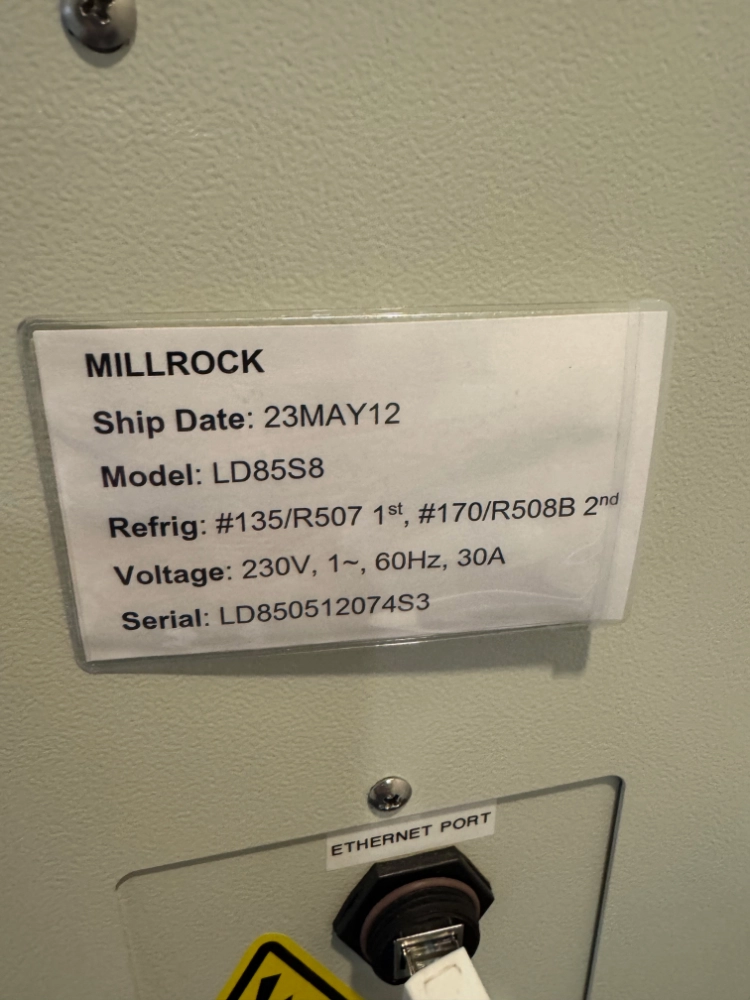 MILLROCK
Ship Date: 23MAY12
Model: LD85S8
Refrig: #135/R507 1st, #170/R508B 2nd
Voltage: 230V, 1~, 60Hz, 30A
Serial: LD850512074S3
ETHERNET PORT